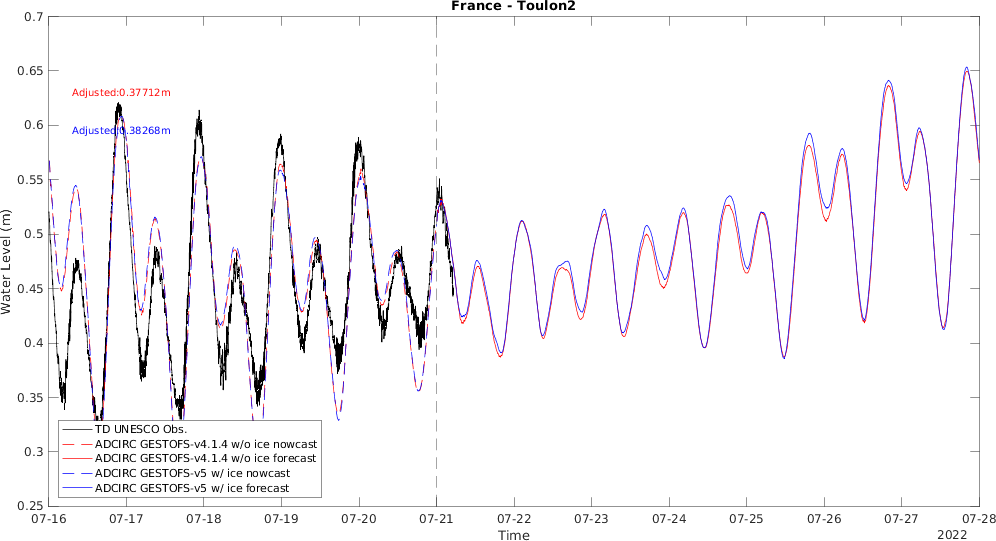 France - Toulon2
0.7
0.65
0.6
0.55
0.5
0.45
0.4
0.35
0.3
0.25
Water Level (m)
Adjusted:0.37712m
Adjusted:0.38268m
TD UNESCO Obs.
ADCIRC GESTOFS-v4.1.4 w/o ice nowcast
ADCIRC GESTOFS-v4.1.4 w/o ice forecast
ADCIRC GESTOFS-v5 w/ ice nowcast
ADCIRC GESTOFS-v5 w/ ice forecast
07-16 07-17 07-18 07-19 07-20 07-21 07-22 07-23 07-24 07-25 07-26 07-27 07-28
Time
2022